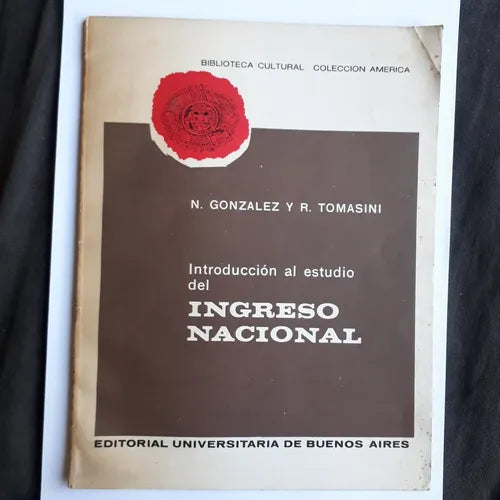 BIBLIOTECA CULTURAL COLECCION AMERICA
N. GONZALEZ Y R. TOMASINI
Introducción al estudio
del
INGRESO
NACIONAL
EDITORIAL UNIVERSITARIA DE BUENOS AIRES